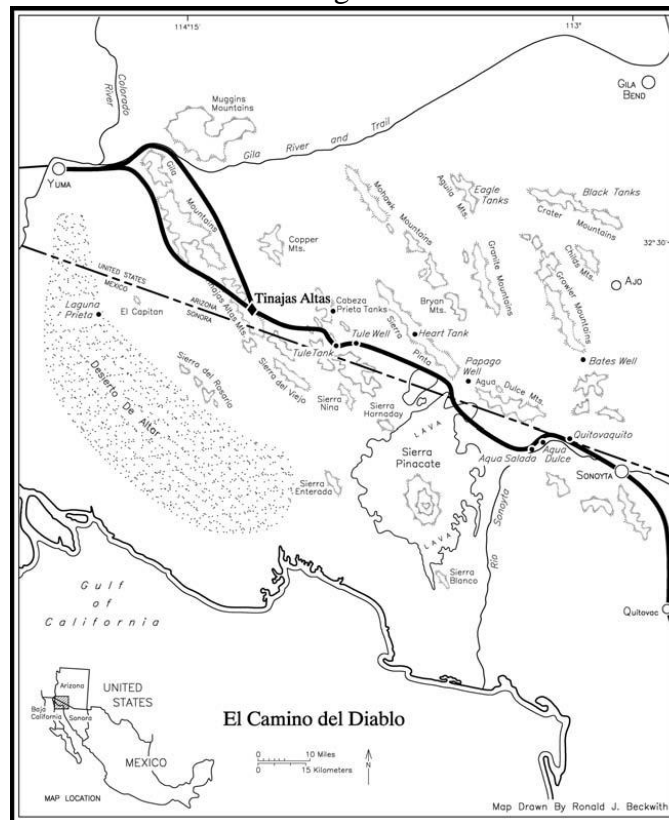 114°15'
113°
Colorado
River
Muggins
Mountains
GILA
BEND
Gila River and Trail
YUMA
Gila
Mountains
Mohawk
Mountains
Aguila Mts.
Eagle
Tanks
Black Tanks
Crater Mountains
Copper
Mts.
Granite
Mountains
Childs Mts.
32°30'
AJO
Growler
Mountains
UNITED STATES
MEXICO
ARIZONA
SONORA
Tinajas Altas
Tinajas Altas Mts.
Cabeza
Prieta Tanks
Bryan
Mts.
Laguna
Prieta
El Capitan
Tule Well
Tule Tank
Sierra
Pinta
Heart Tank
Papago
Well
Agua Dulce Mts.
Bates Well
Desierto De Altar
Sierra del Rosario
Sierra del Viejo
Sierra
Nina
Sierra
Hornaday
LAVA
Quitovaquito
Agua
Dulce
Agua Salada
SONOYTA
Sierra
Pinacate
Sierra
Enterada
LAVA
Rio Sonoyta
Sierra
Blanco
Quitovac
Gulf
of
California
Arizona
UNITED
STATES
Baja
California
Sonora
MEXICO
MAP LOCATION
El Camino del Diablo
0 10 Miles
0 15 Kilometers
N
Map Drawn By Ronald J. Beckwith